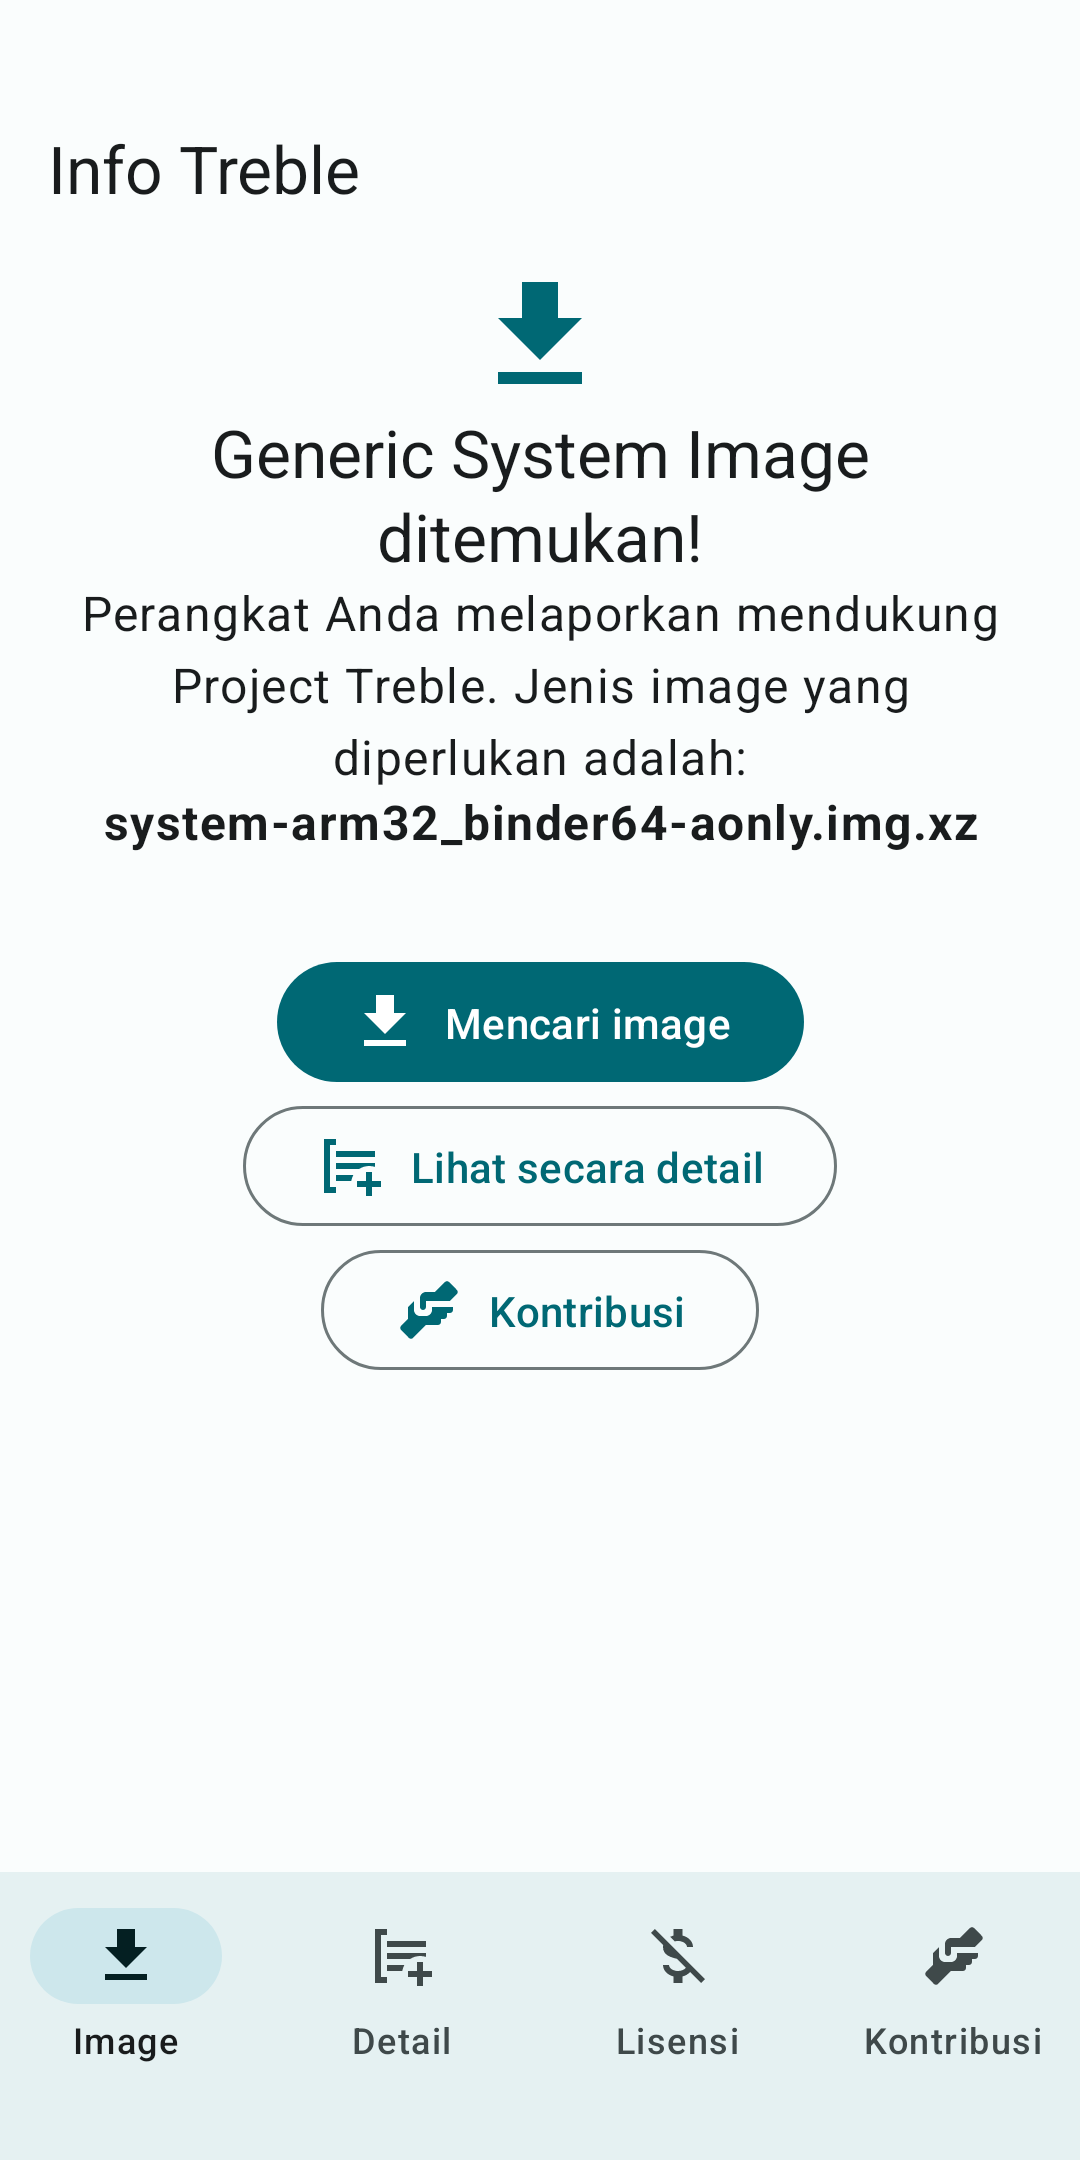 Info Treble
Generic System Image
ditemukan!
Perangkat Anda melaporkan mendukung
Project Treble. Jenis image yang
diperlukan adalah:
system-arm32_binder64-aonly.img.xz
Mencari image
Lihat secara detail
Kontribusi
Image
Detail
Lisensi
Kontribusi